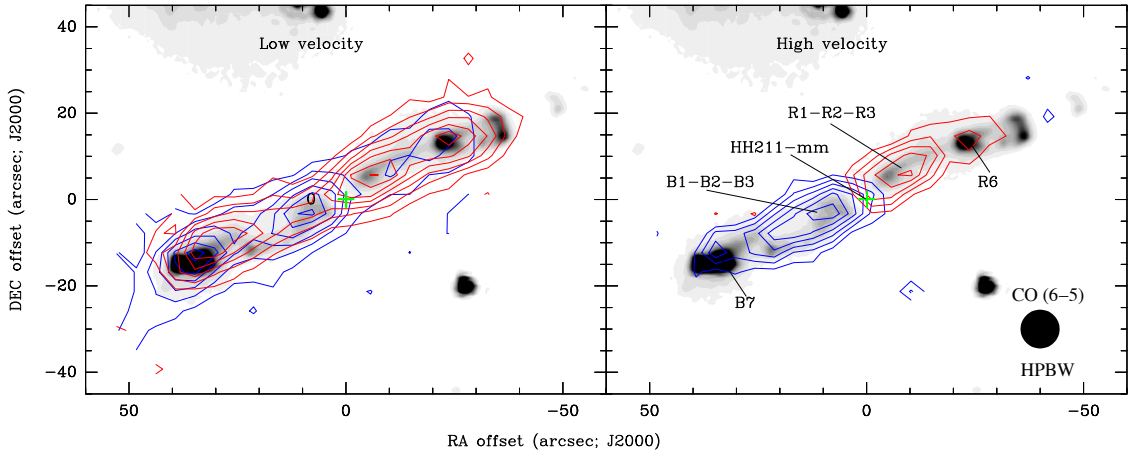 Low velocity
High velocity
40
20
0
−20
−40
DEC offset (arcsec; J2000)
0
R1−R2−R3
HH211−mm
B1−B2−B3
R6
B7
CO (6−5)
HPBW
50
0
−50
50
0
−50
RA offset (arcsec; J2000)